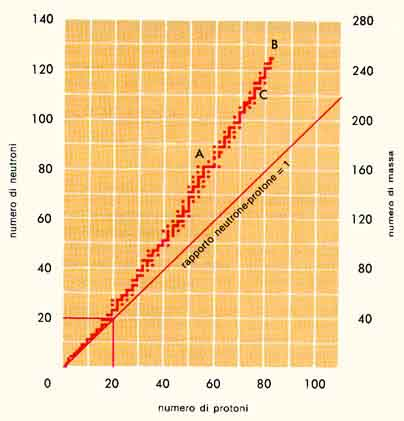 140
120
100
80
60
40
20
0
numero di neutroni
280
240
200
160
120
80
40
numero di massa
B
C
A
rapporto neutrone-protone = 1
20
40
60
80
100
numero di protoni